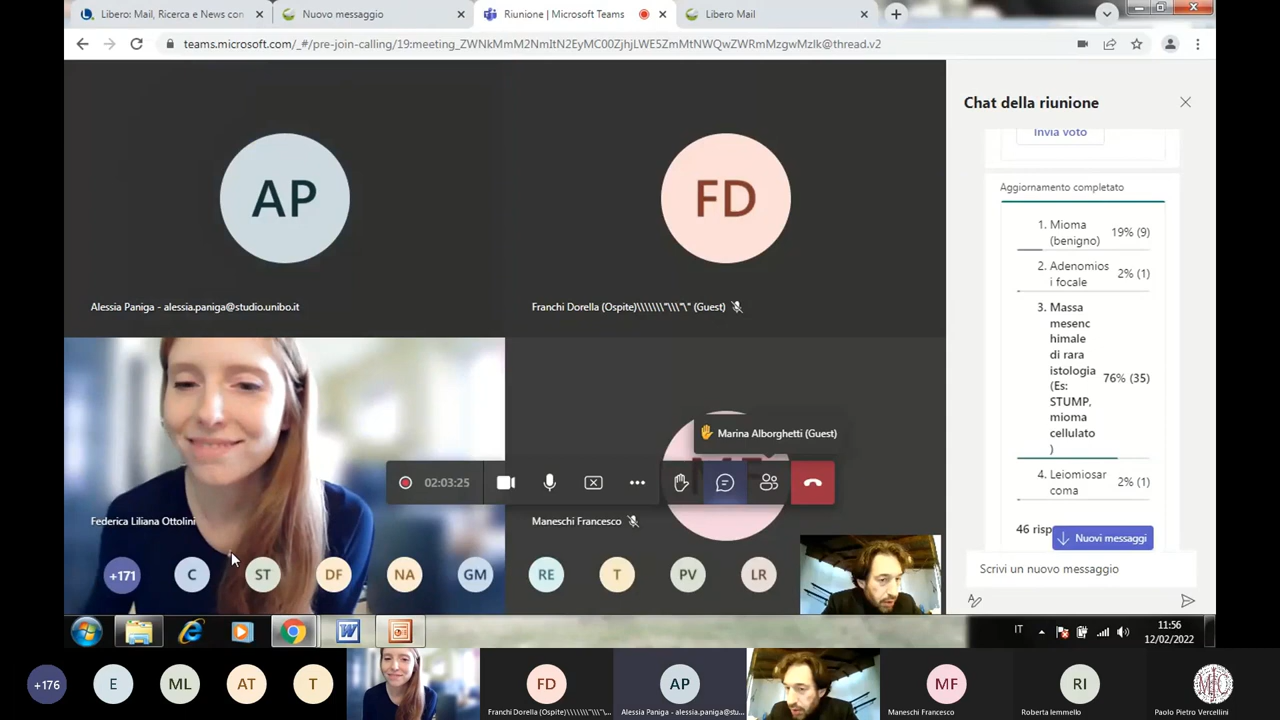 Libero: Mail, Ricerca e News con
Nuovo messaggio
Riunione | Microsoft Teams
Libero Mail
teams.microsoft.com/_#/pre-join-calling/19:meeting_ZWNkMmM2NmItN2EyMC00ZjhjLWE5ZmMtNWQwZWRmMzgwMzlk@thread.v2
Chat della riunione
Invia voto
Aggiornamento completato
1. Mioma (benigno) 19% (9)
2. Adenomios
i focale 2% (1)
3. Massa
mesenc
himale
di rara
istologia
(Es: 76% (35)
STUMP,
mioma
cellulato
)
4. Leiomiosar
coma 2% (1)
46 risp
Nuovi messaggi
Scrivi un nuovo messaggio
AP
Alessia Paniga - alessia.paniga@studio.unibo.it
FD
Franchi Dorella (Ospite)\\\\\\\"\\\"\" (Guest)
Marina Alborghetti (Guest)
02:03:25
Federica Liliana Ottolini
Maneschi Francesco
+171
C
ST
DF
NA
GM
RE
T
PV
LR
IT
11:56
12/02/2022
+176
E
ML
AT
T
FD
Franchi Dorella (Ospite)\\\\\\\"\...
AP
Alessia Paniga - alessia.paniga@stu...
MF
Maneschi Francesco
RI
Roberta Iemmello
Paolo Pietro Vercellini